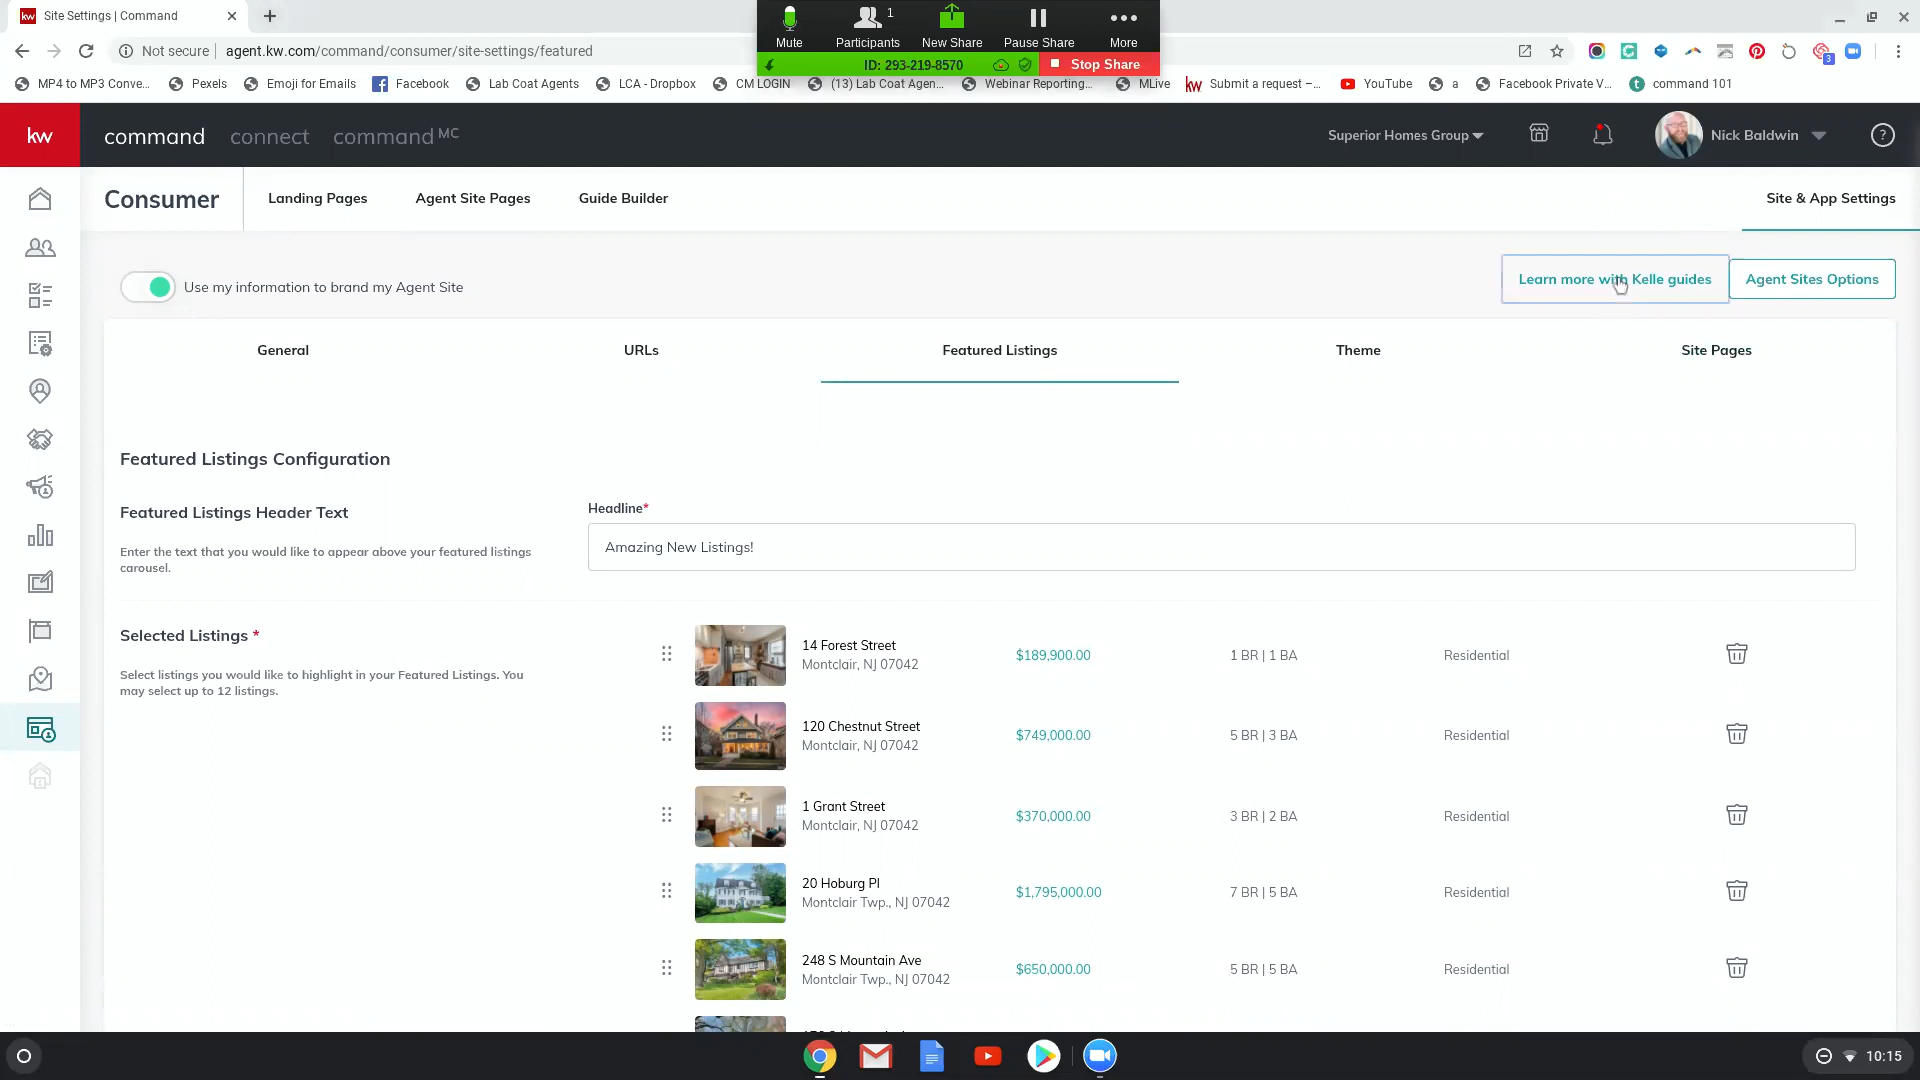 Site Settings | Command
Mute
Participants
1
New Share
Pause Share
More
ID: 293-219-8570
Stop Share
Not secure
agent.kw.com/command/consumer/site-settings/featured
MP4 to MP3 Conve...
Pexels
Emoji for Emails
Facebook
Lab Coat Agents
LCA - Dropbox
CM LOGIN
(13) Lab Coat Agen...
Webinar Reporting...
MLive
Submit a request –...
YouTube
a
Facebook Private V...
command 101
3
kw
command
connect
command MC
Superior Homes Group
Nick Baldwin
?
Consumer
Landing Pages
Agent Site Pages
Guide Builder
Site & App Settings
Use my information to brand my Agent Site
Learn more with Kelle guides
Agent Sites Options
General
URLs
Featured Listings
Theme
Site Pages
Featured Listings Configuration
Featured Listings Header Text
Enter the text that you would like to appear above your featured listings
carousel.
Headline*
Amazing New Listings!
Selected Listings *
Select listings you would like to highlight in your Featured Listings. You
may select up to 12 listings.
14 Forest Street
Montclair, NJ 07042
$189,900.00
1 BR | 1 BA
Residential
120 Chestnut Street
Montclair, NJ 07042
$749,000.00
5 BR | 3 BA
Residential
1 Grant Street
Montclair, NJ 07042
$370,000.00
3 BR | 2 BA
Residential
20 Hoburg Pl
Montclair Twp., NJ 07042
$1,795,000.00
7 BR | 5 BA
Residential
248 S Mountain Ave
Montclair Twp., NJ 07042
$650,000.00
5 BR | 5 BA
Residential
10:15